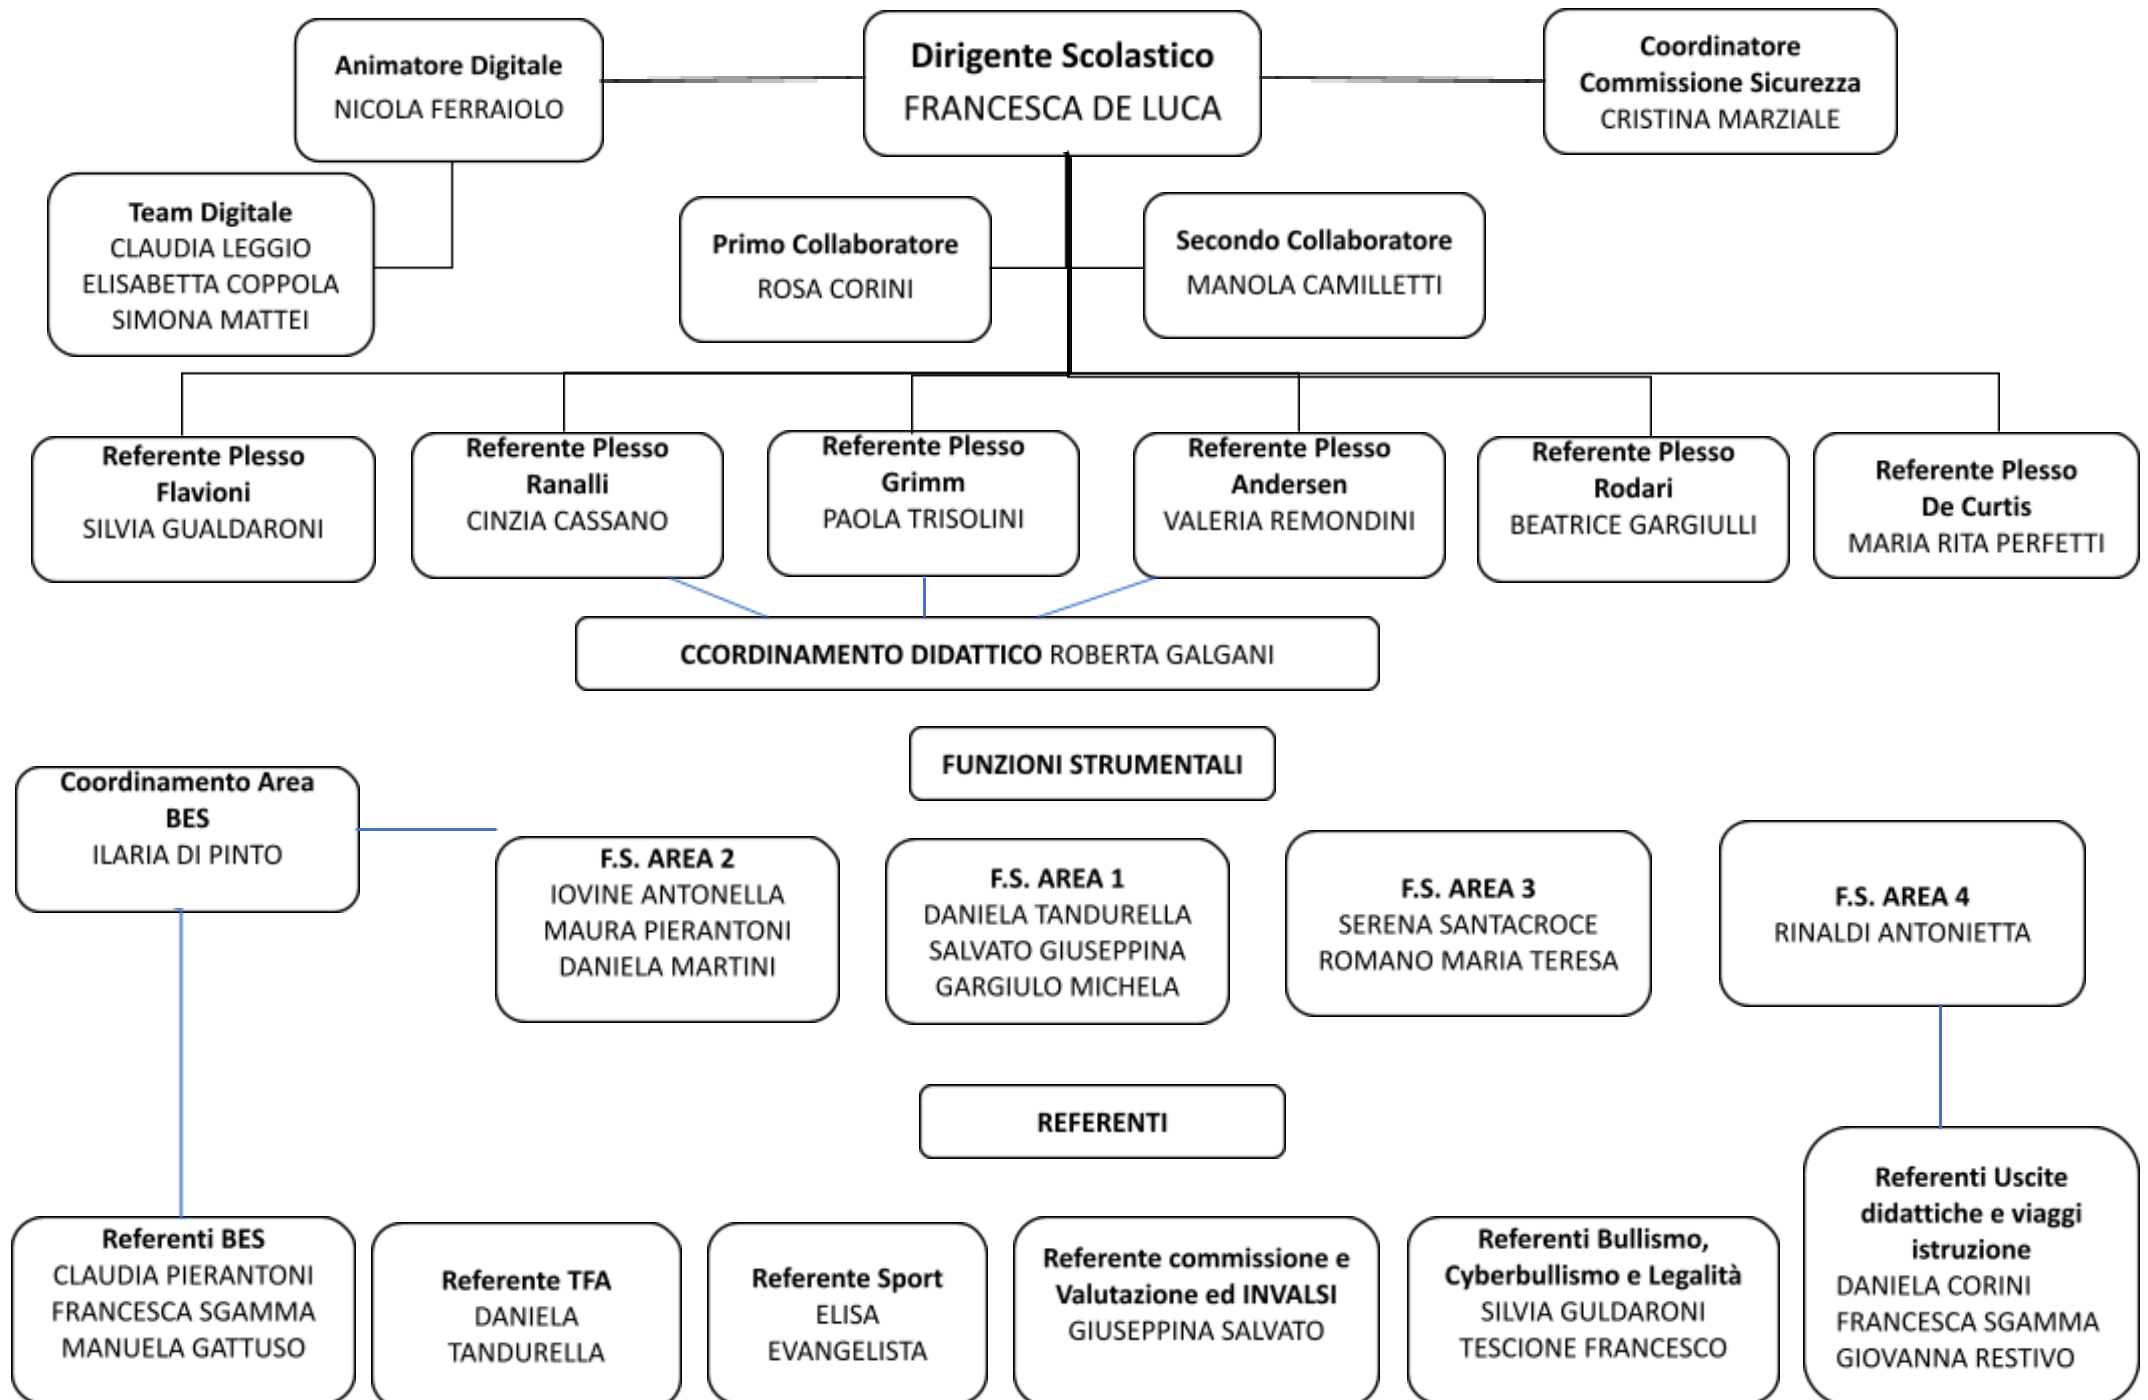 Animatore Digitale
NICOLA FERRAIOLO
Dirigente Scolastico
FRANCESCA DE LUCA
Coordinatore
Commissione Sicurezza
CRISTINA MARZIALE
Team Digitale
CLAUDIA LEGGIO
ELISABETTA COPPOLA
SIMONA MATTEI
Primo Collaboratore
ROSA CORINI
Secondo Collaboratore
MANOLA CAMILLETTI
Referente Plesso
Flavioni
SILVIA GUALDARONI
Referente Plesso
Ranalli
CINZIA CASSANO
Referente Plesso
Grimm
PAOLA TRISOLINI
Referente Plesso
Andersen
VALERIA REMONDINI
Referente Plesso
Rodari
BEATRICE GARGIULLI
Referente Plesso
De Curtis
MARIA RITA PERFETTI
CCORDINAMENTO DIDATTICO ROBERTA GALGANI
FUNZIONI STRUMENTALI
Coordinamento Area
BES
ILARIA DI PINTO
F.S. AREA 2
IOVINE ANTONELLA
MAURA PIERANTONI
DANIELA MARTINI
F.S. AREA 1
DANIELA TANDURELLA
SALVATO GIUSEPPINA
GARGIULO MICHELA
F.S. AREA 3
SERENA SANTACROCE
ROMANO MARIA TERESA
F.S. AREA 4
RINALDI ANTONIETTA
REFERENTI
Referenti BES
CLAUDIA PIERANTONI
FRANCESCA SGAMMA
MANUELA GATTUSO
Referente TFA
DANIELA
TANDURELLA
Referente Sport
ELISA
EVANGELISTA
Referente commissione e
Valutazione ed INVALSI
GIUSEPPINA SALVATO
Referenti Bullismo,
Cyberbullismo e Legalità
SILVIA GULDARONI
TESCIONE FRANCESCO
Referenti Uscite
didattiche e viaggi
istruzione
DANIELA CORINI
FRANCESCA SGAMMA
GIOVANNA RESTIVO